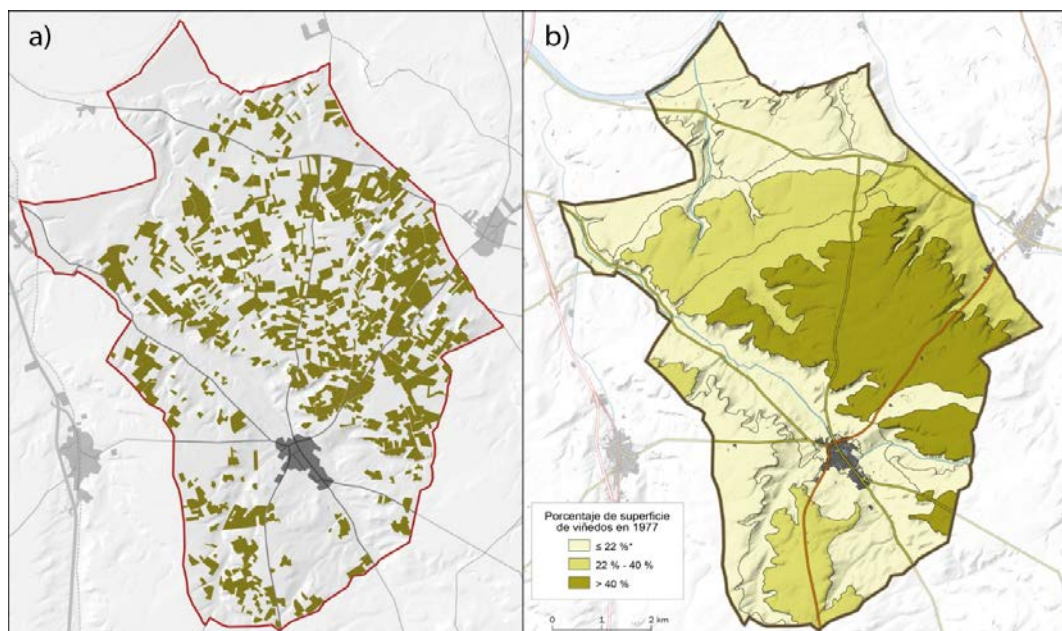 a)
b)
Porcentaje de superficie
de viñedos en 1977
≤ 22 %*
22 % - 40 %
> 40 %
0 1 2 km